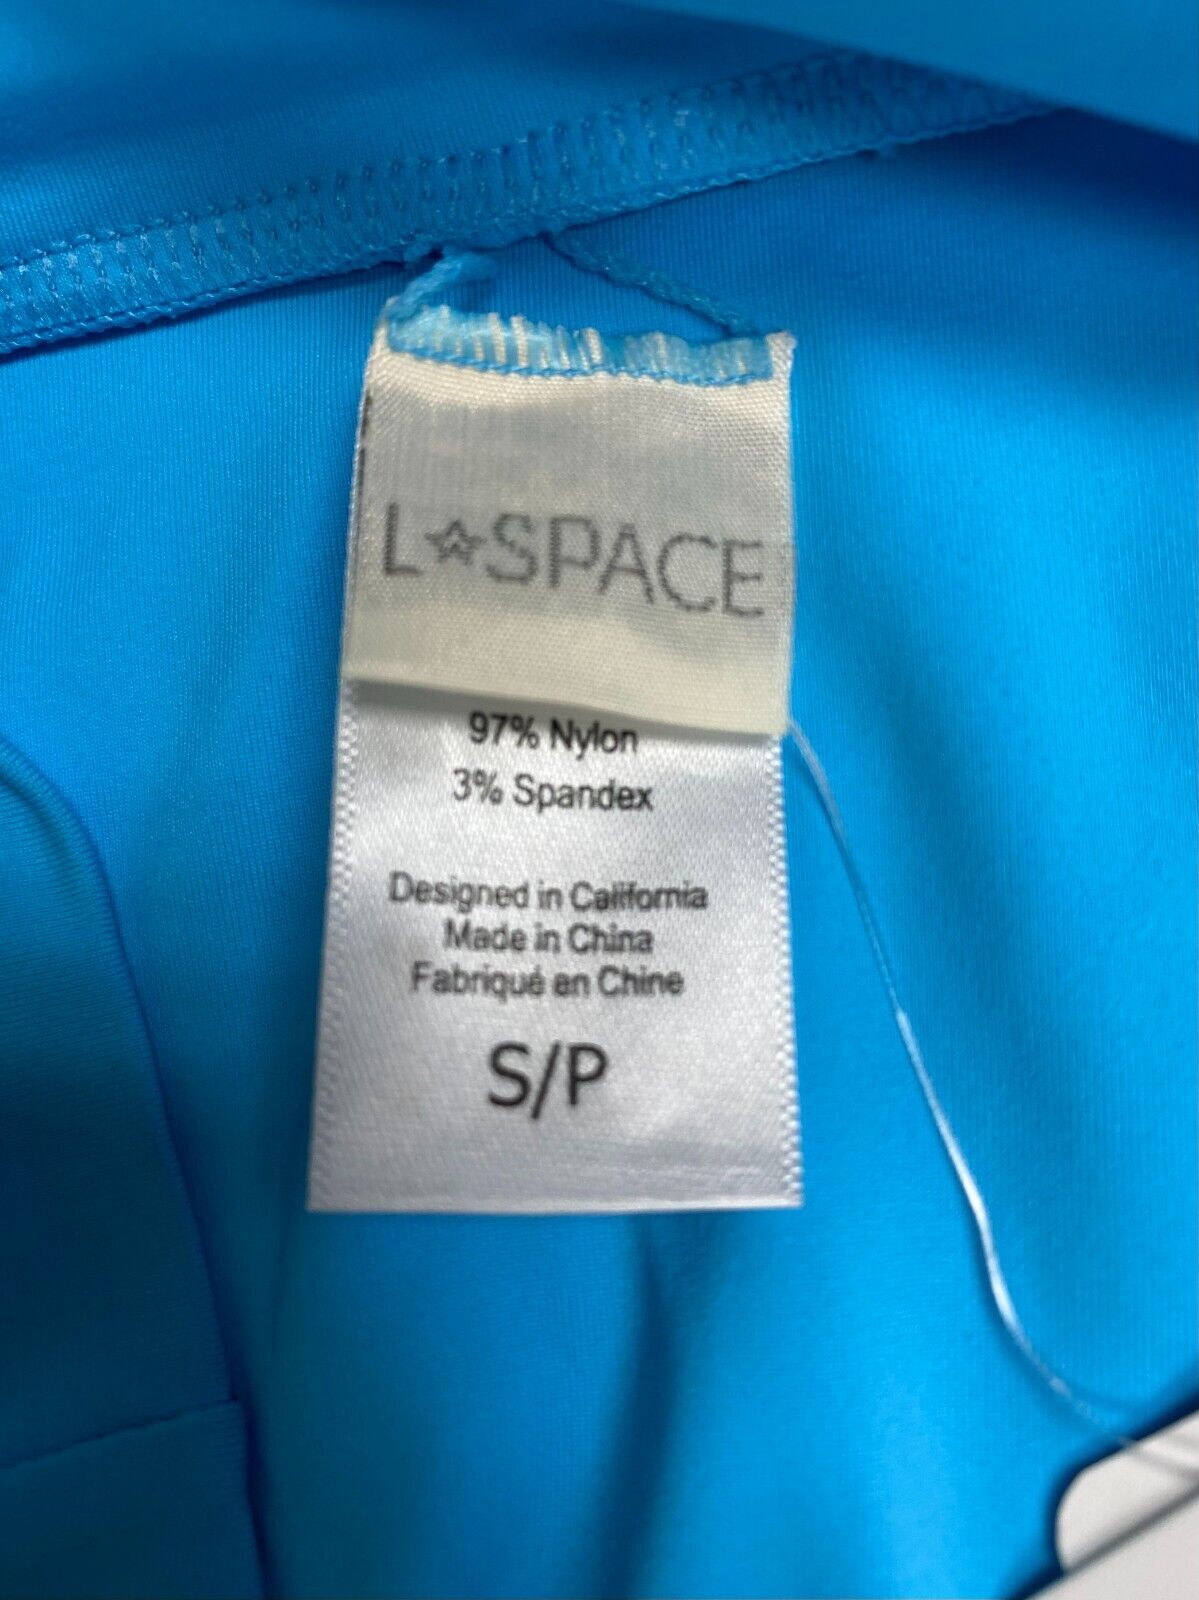 L☆SPACE
97% Nylon
3% Spandex
Designed in California
Made in China
Fabriqué en Chine
S/P